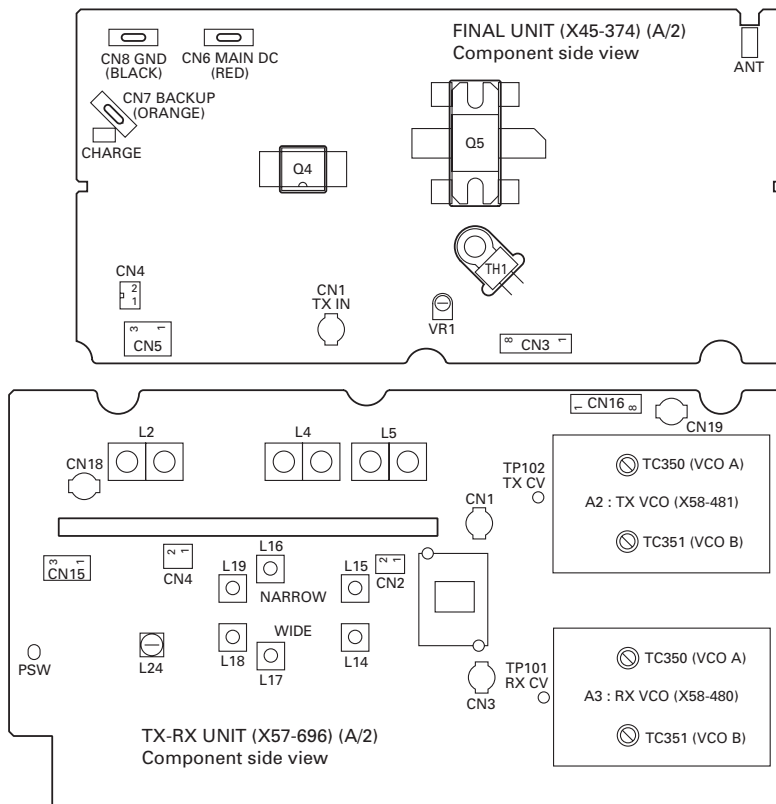 FINAL UNIT (X45-374) (A/2)
Component side view
CN8 GND
(BLACK)
CN6 MAIN DC
(RED)
ANT
CN7 BACKUP
(ORANGE)
CHARGE
Q4
Q5
TH1
CN4
2
1
CN1
TX IN
VR1
3 1
CN5
8 CN3 1
1 CN16 8
CN19
L2
L4
L5
CN18
TP102
TX CV
TC350 (VCO A)
A2 : TX VCO (X58-481)
TC351 (VCO B)
CN1
3 1
CN15
2 1
CN4
L16
L19
L15
2 1
CN2
NARROW
WIDE
PSW
L24
L18
L17
L14
TP101
RX CV
CN3
TC350 (VCO A)
A3 : RX VCO (X58-480)
TC351 (VCO B)
TX-RX UNIT (X57-696) (A/2)
Component side view